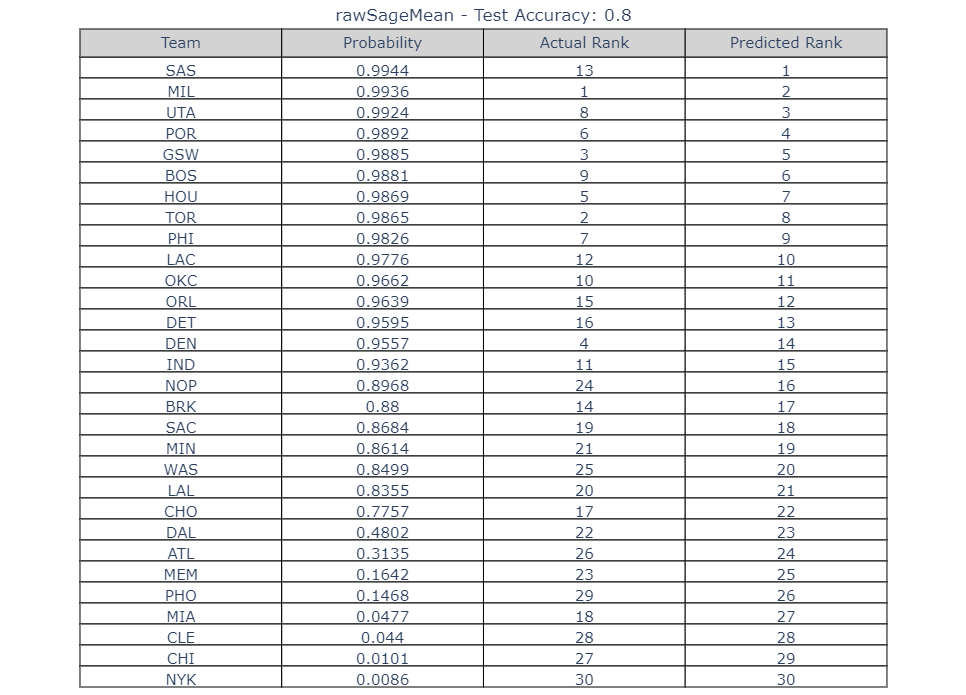 rawSageMean - Test Accuracy: 0.8
Team Probability Actual Rank Predicted Rank
SAS 0.9944 13 1
MIL 0.9936 1 2
UTA 0.9924 8 3
POR 0.9892 6 4
GSW 0.9885 3 5
BOS 0.9881 9 6
HOU 0.9869 5 7
TOR 0.9865 2 8
PHI 0.9826 7 9
LAC 0.9776 12 10
OKC 0.9662 10 11
ORL 0.9639 15 12
DET 0.9595 16 13
DEN 0.9557 4 14
IND 0.9362 11 15
NOP 0.8968 24 16
BRK 0.88 14 17
SAC 0.8684 19 18
MIN 0.8614 21 19
WAS 0.8499 25 20
LAL 0.8355 20 21
CHO 0.7757 17 22
DAL 0.4802 22 23
ATL 0.3135 26 24
MEM 0.1642 23 25
PHO 0.1468 29 26
MIA 0.0477 18 27
CLE 0.044 28 28
CHI 0.0101 27 29
NYK 0.0086 30 30